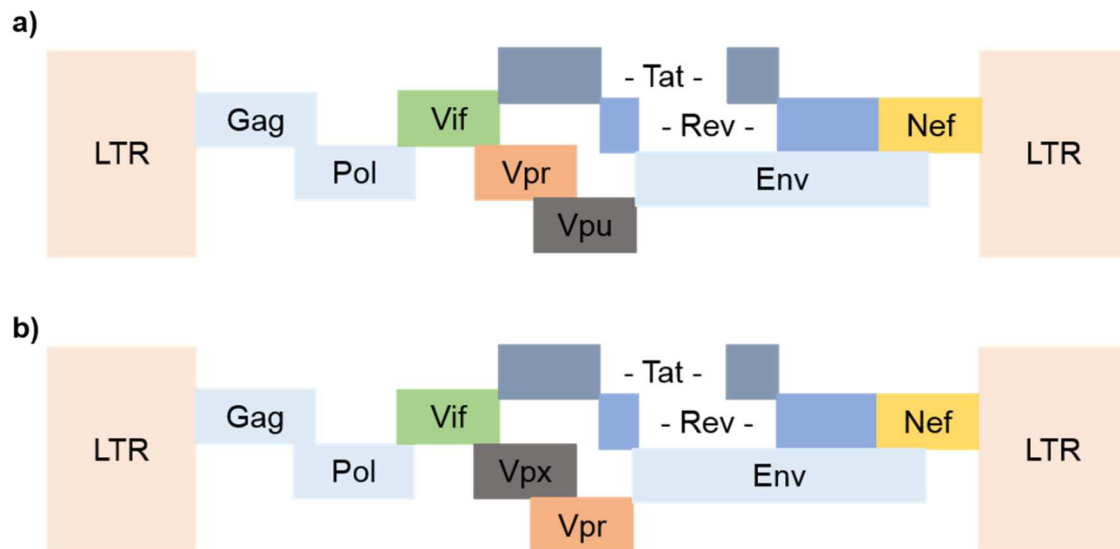 a)
- Tat -
Gag Vif - Rev - Nef
LTR Pol Vpr Env LTR
Vpu
b)
- Tat -
Gag Vif - Rev - Nef
LTR Pol Vpx Env LTR
Vpr